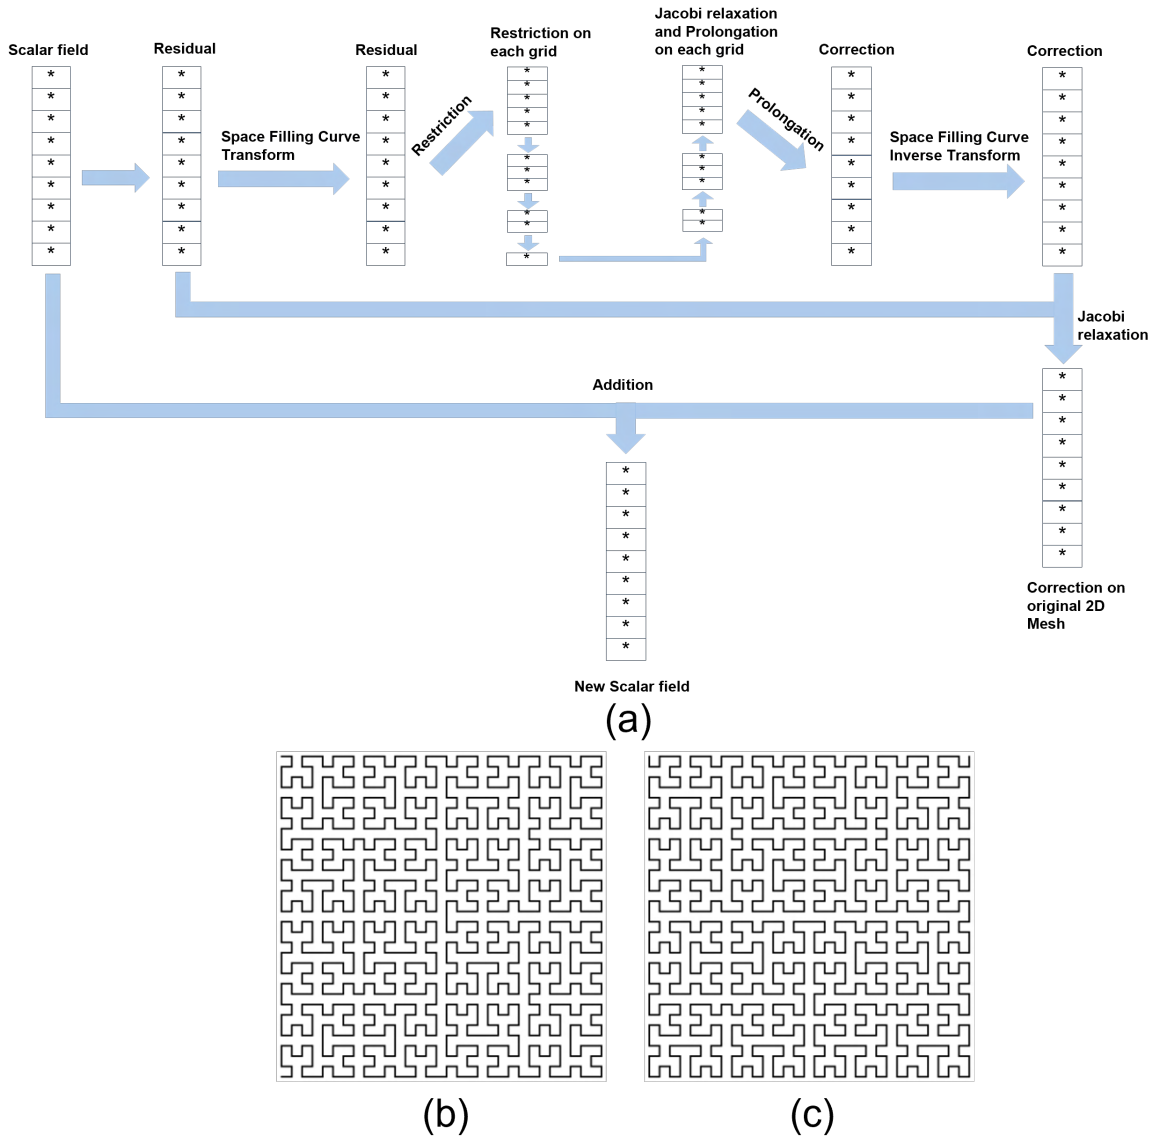 Scalar field
Residual
Residual
Restriction on
each grid
Jacobi relaxation
and Prolongation
on each grid
Correction
Correction
Space Filling Curve
Transform
Restriction
Prolongation
Space Filling Curve
Inverse Transform
Jacobi
relaxation
Addition
Correction on
original 2D
Mesh
New Scalar field
(a)
(b)
(c)